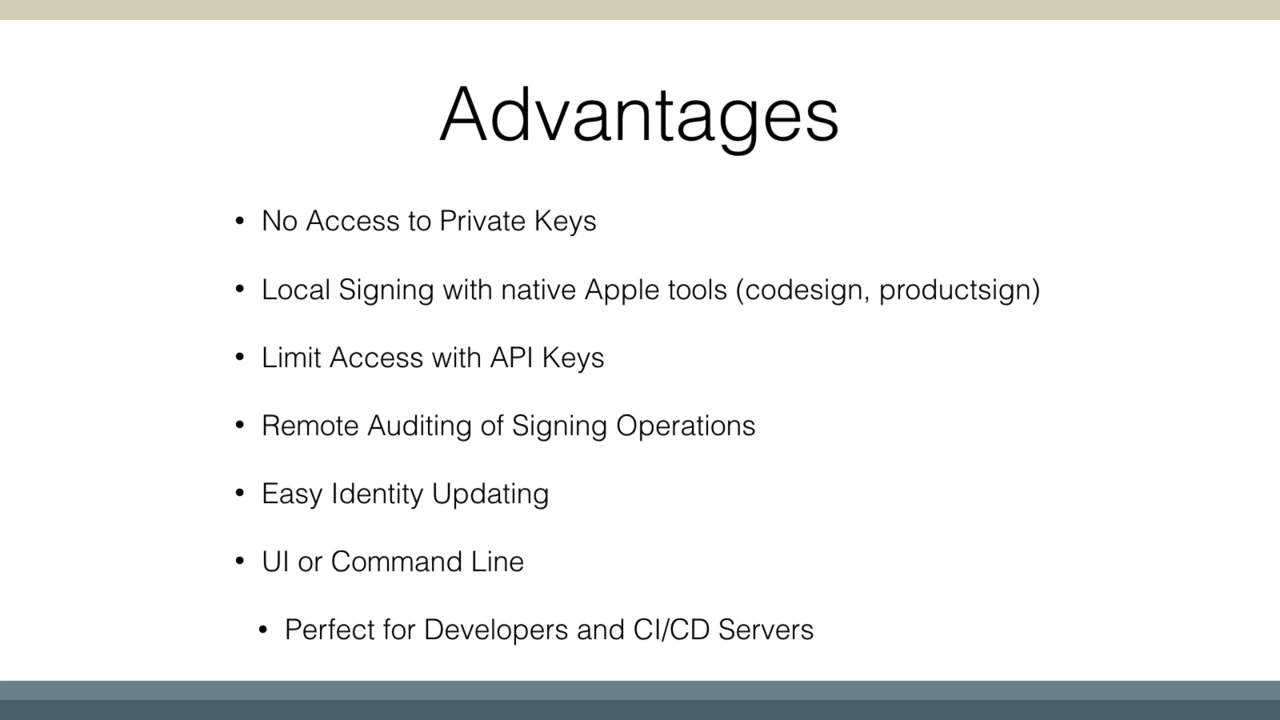 Advantages
• No Access to Private Keys
• Local Signing with native Apple tools (codesign, productsign)
• Limit Access with API Keys
• Remote Auditing of Signing Operations
• Easy Identity Updating
• UI or Command Line
• Perfect for Developers and CI/CD Servers